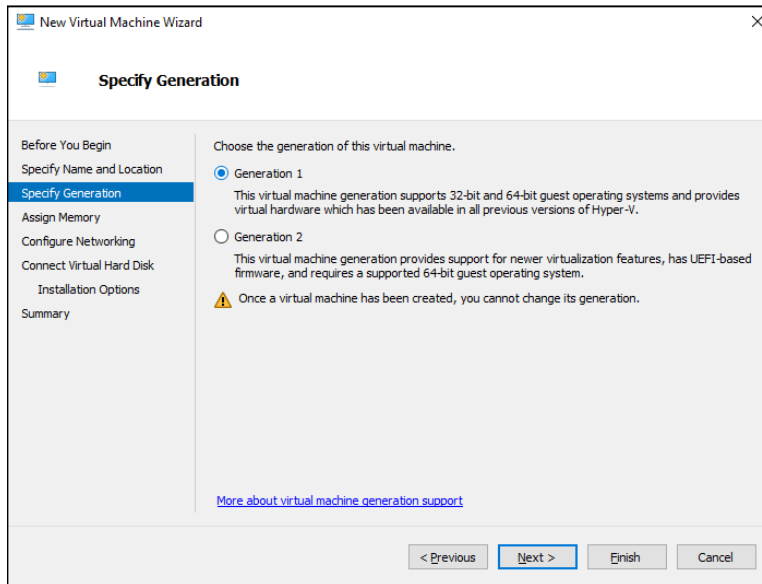 New Virtual Machine Wizard
Specify Generation
Before You Begin
Specify Name and Location
Specify Generation
Assign Memory
Configure Networking
Connect Virtual Hard Disk
Installation Options
Summary
Choose the generation of this virtual machine.
Generation 1
This virtual machine generation supports 32-bit and 64-bit guest operating systems and provides
virtual hardware which has been available in all previous versions of Hyper-V.
Generation 2
This virtual machine generation provides support for newer virtualization features, has UEFI-based
firmware, and requires a supported 64-bit guest operating system.
Once a virtual machine has been created, you cannot change its generation.
More about virtual machine generation support
< Previous
Next >
Finish
Cancel